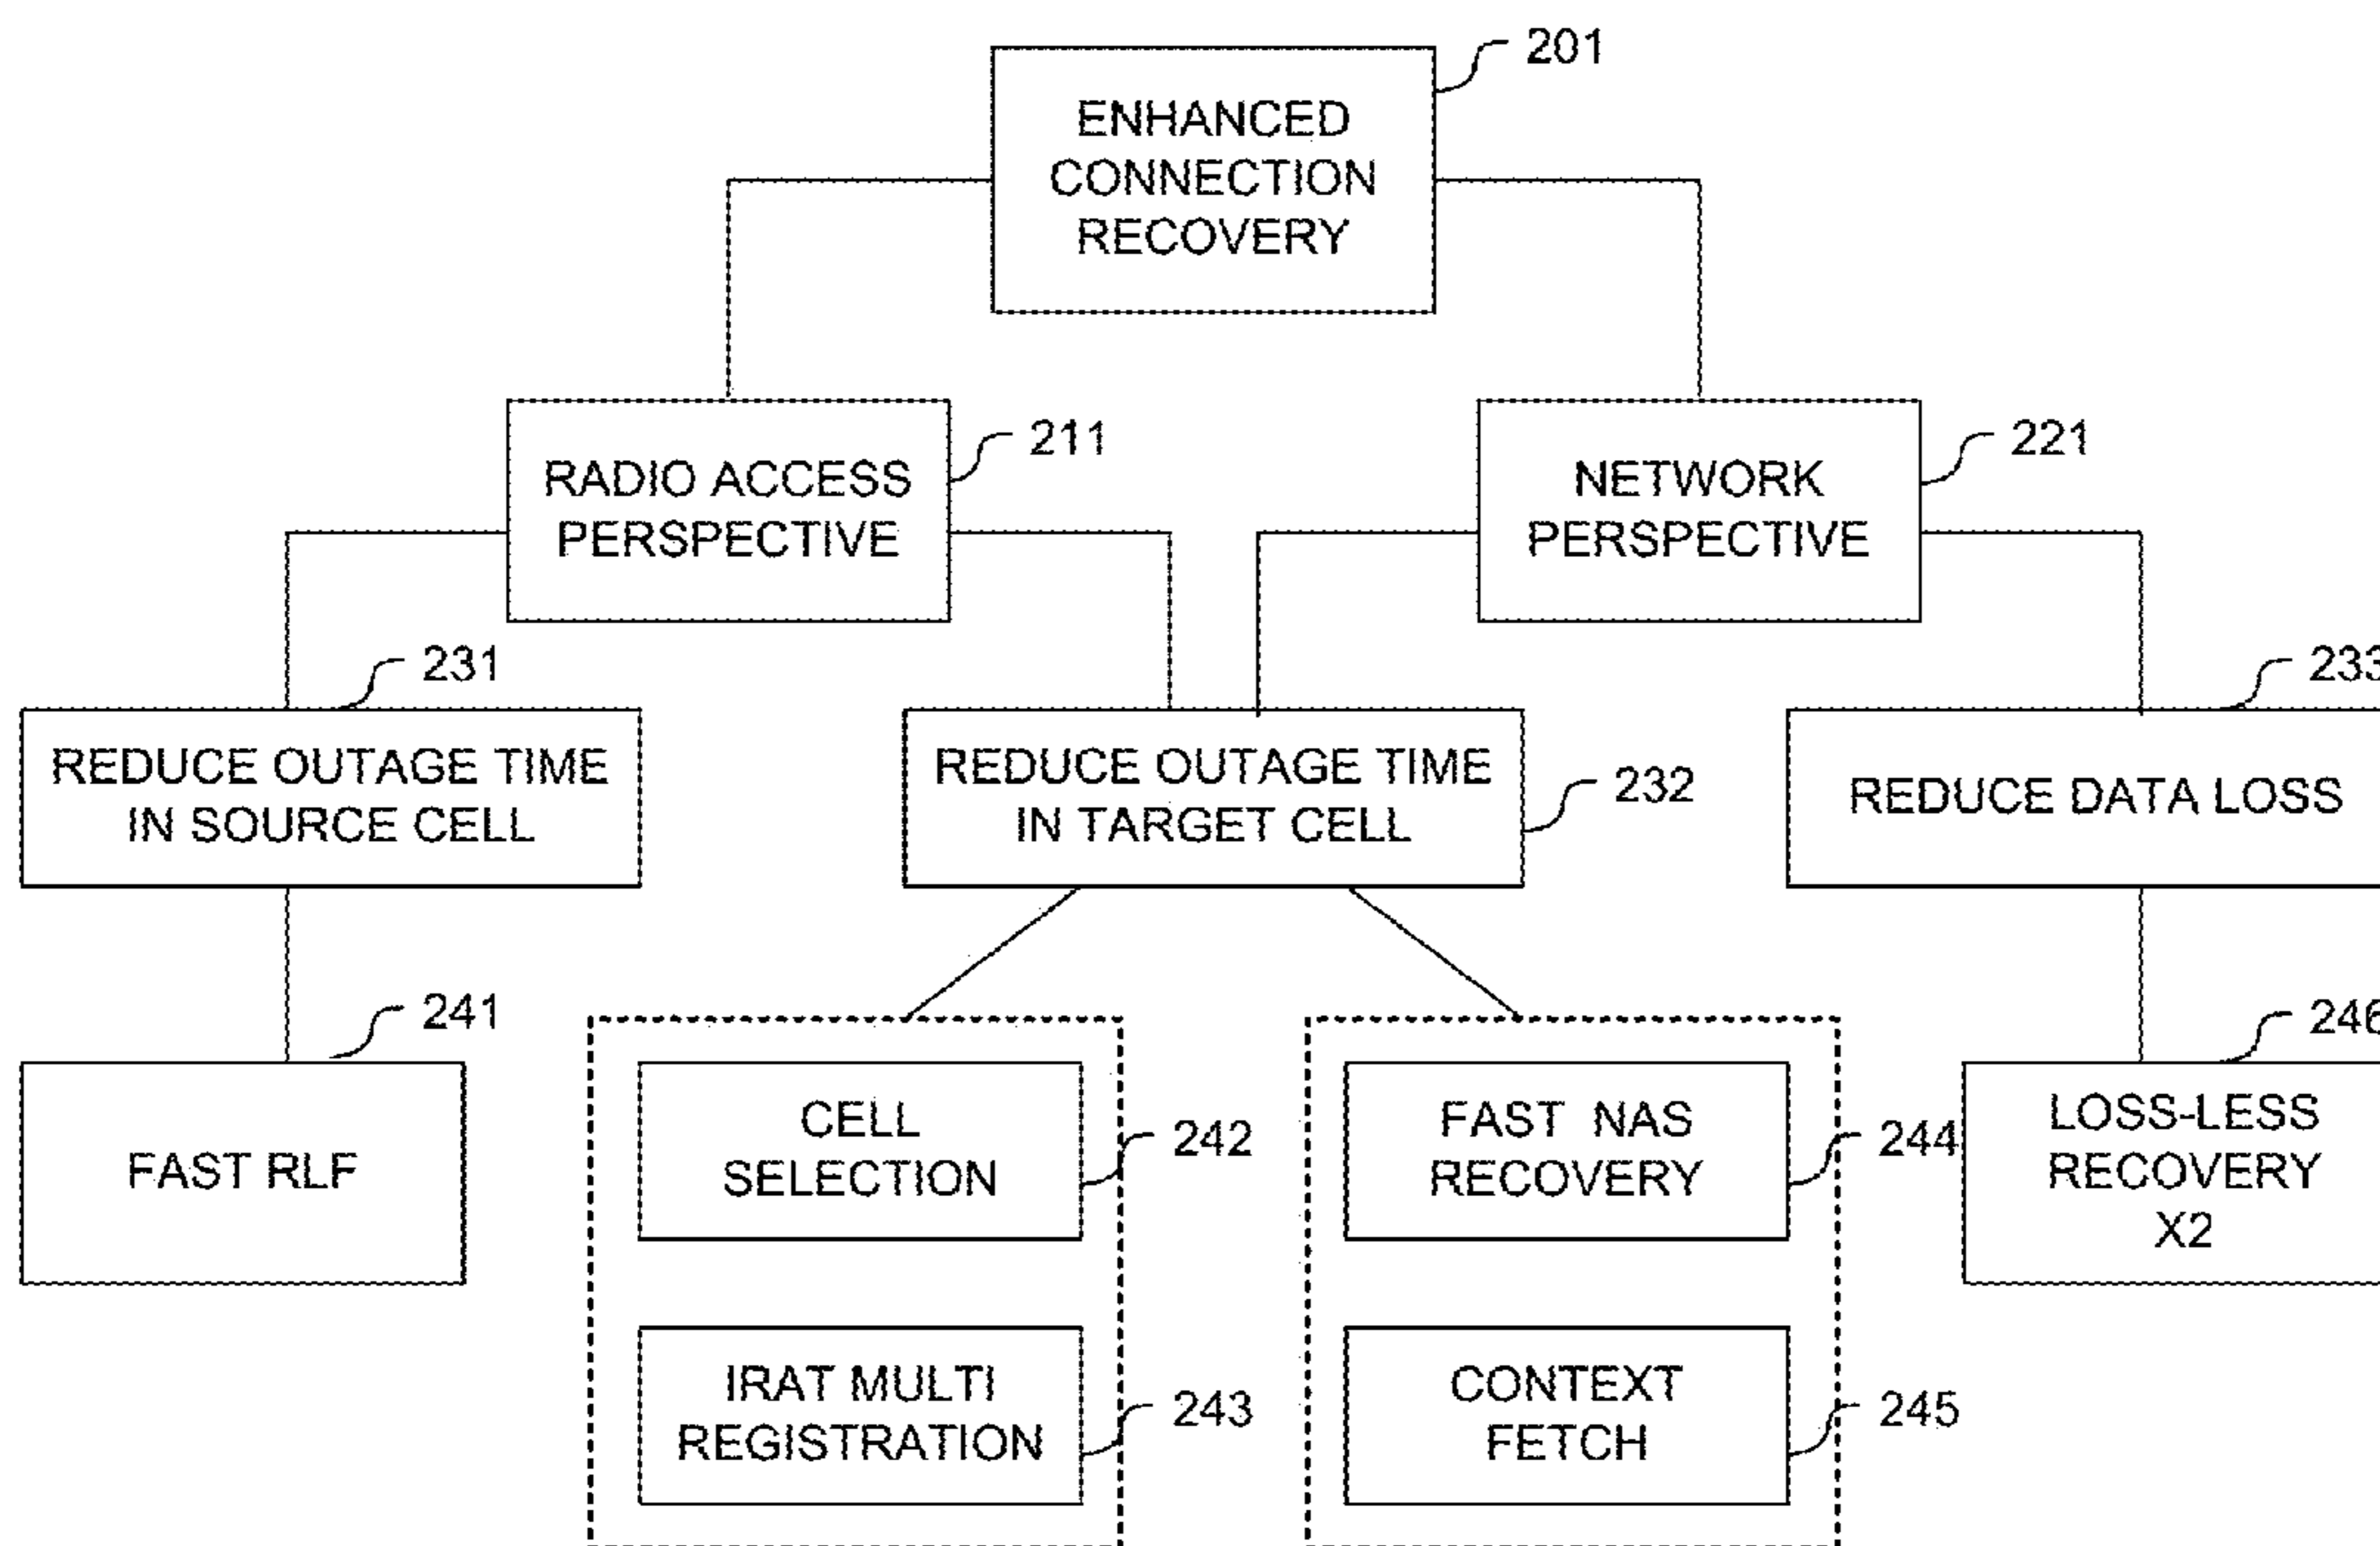 201
ENHANCED
CONNECTION
RECOVERY
211
RADIO ACCESS
PERSPECTIVE
221
NETWORK
PERSPECTIVE
231
REDUCE OUTAGE TIME
IN SOURCE CELL
REDUCE OUTAGE TIME
IN TARGET CELL
232
233
REDUCE DATA LOSS
241
FAST RLF
CELL
SELECTION
242
IRAT MULTI
REGISTRATION
243
FAST NAS
RECOVERY
244
CONTEXT
FETCH
245
246
LOSS-LESS
RECOVERY
X2